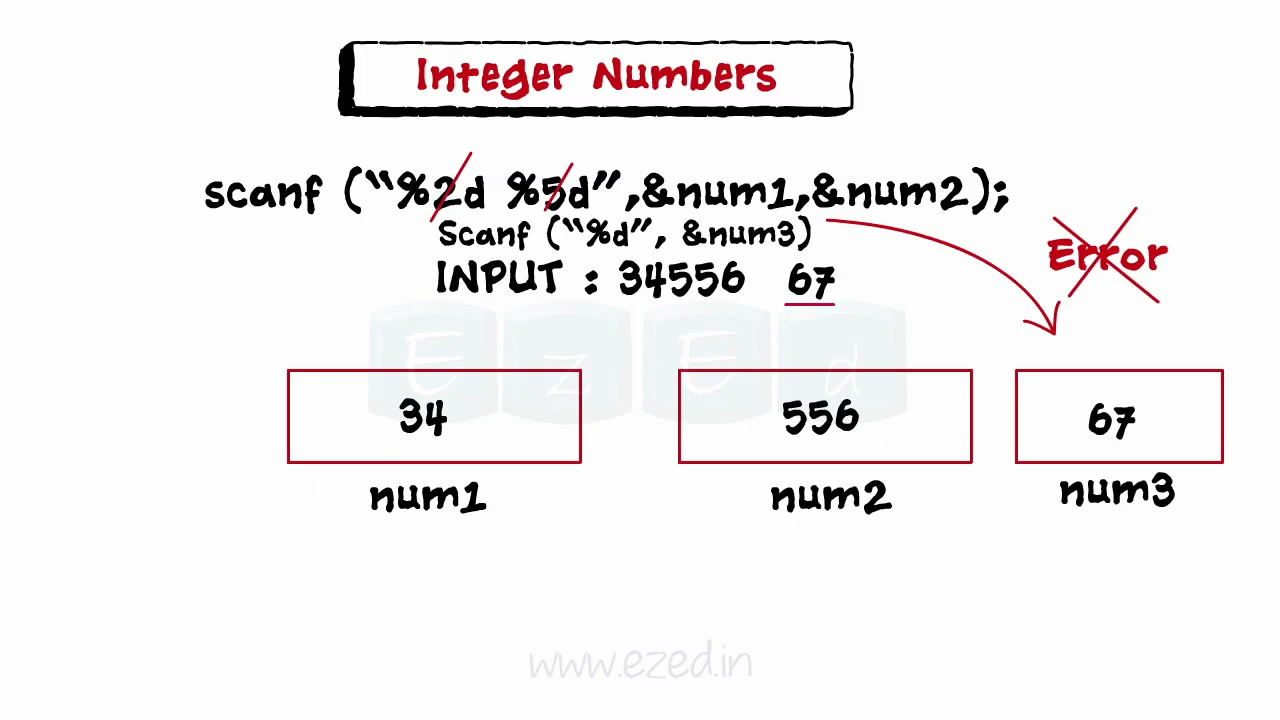 Integer Numbers
scanf (“%2d %5d”,&num1,&num2);
Scanf (“%d”, &num3)
Error
INPUT : 34556 67
E z E d
34 556 67
num1 num2 num3
www.ezed.in